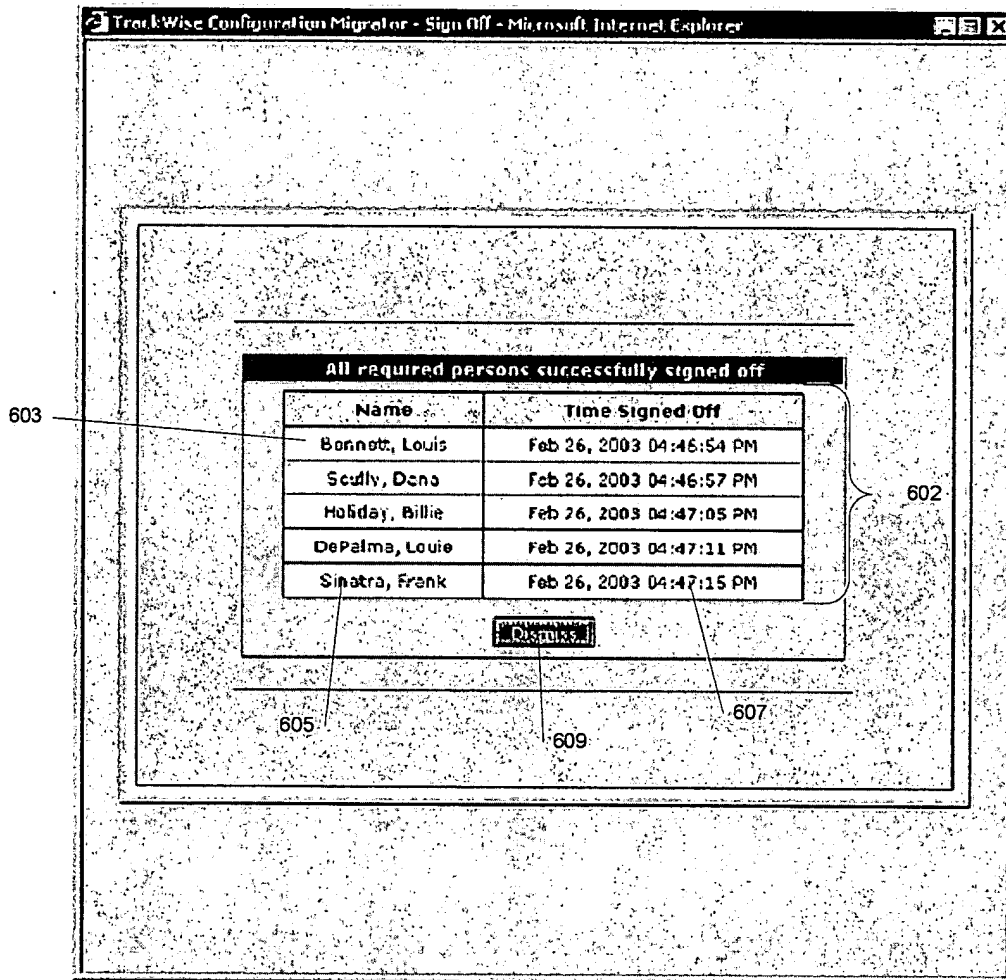 TrackWise Configuration Migrator - Sign Off - Microsoft Internet Explorer
All required persons successfully signed off
Name Time Signed Off
603
Bennett, Louis Feb 26, 2003 04:46:54 PM
Scully, Dana Feb 26, 2003 04:46:57 PM
602
Holiday, Billie Feb 26, 2003 04:47:05 PM
DePalma, Louie Feb 26, 2003 04:47:11 PM
Sinatra, Frank Feb 26, 2003 04:47:15 PM
Dismiss
605
609
607